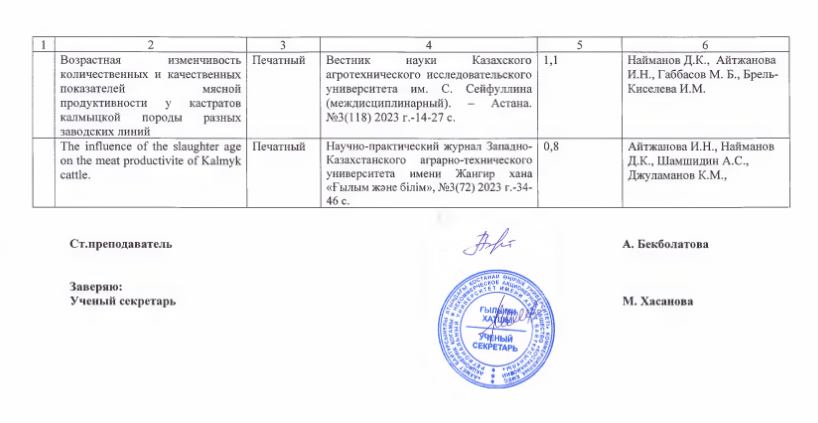 1 2 3 4 5 6
Возрастная изменчивость
количественных и качественных
показателей мясной
продуктивности у кастратов
калмыцкой породы разных
заводских линий
Печатный
Вестник науки Казахского
агротехнического исследовательского
университета им. С. Сейфуллина
(междисциплинарный). – Астана.
№3(118) 2023 г.-14-27 с.
1,1
Найманов Д.К., Айтжанова
И.Н., Габбасов М. Б., Брель-
Киселева И.М.
The influence of the slaughter age
on the meat productivite of Kalmyk
cattle.
Печатный
Научно-практический журнал Западно-
Казахстанского аграрно-технического
университета имени Жангир хана
«Ғылым және білім», №3(72) 2023 г.-34-
46 с.
0,8
Айтжанова И.Н., Найманов
Д.К., Шамшидин А.С.,
Джуламанов К.М.,
Ст.преподаватель
А. Бекболатова
Заверяю:
Ученый секретарь
М. Хасанова
ҒЫЛЫМИ
ХАТШЫ
УЧЕНЫЙ
СЕКРЕТАРЬ